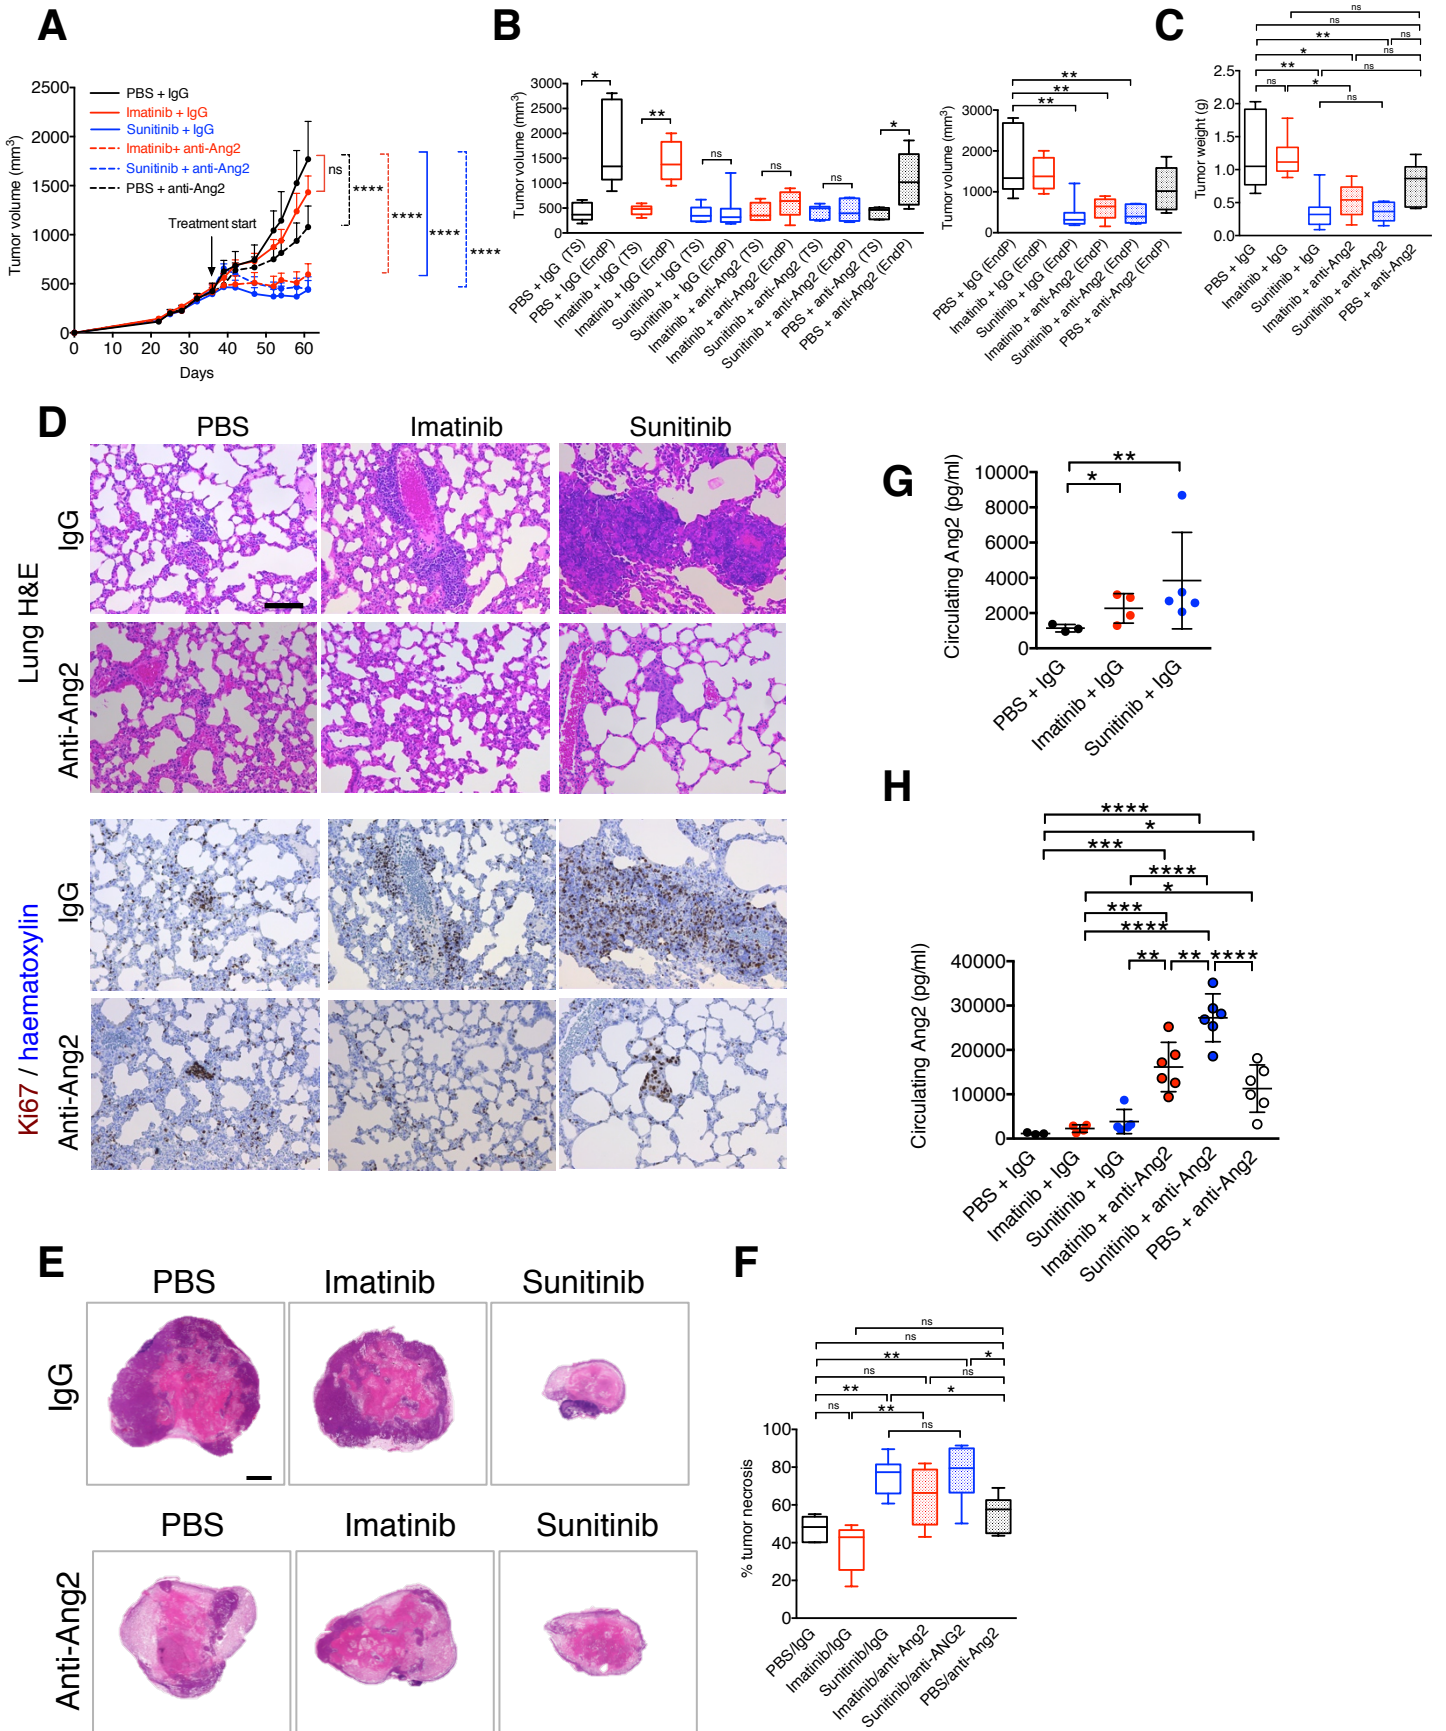 A
2500
2000
1500
1000
500
0
Tumor volume (mm3)
PBS + IgG
Imatinib + IgG
Sunitinib + IgG
Imatinib+ anti-Ang2
Sunitinib+ anti-Ang2
PBS + anti-Ang2
Treatment start
ns
****
****
****
****
0 10 20 30 40 50 60
Days
B
3000
2500
2000
1500
1000
500
0
Tumor volume (mm3)
*
**
ns
ns
ns
*
PBS + IgG (TS)
PBS + IgG (EndP)
Imatinib + IgG (TS)
Imatinib + IgG (EndP)
Sunitinib + IgG (TS)
Sunitinib + IgG (EndP)
Imatinib + anti-Ang2 (TS)
Imatinib + anti-Ang2 (EndP)
Sunitinib + anti-Ang2 (TS)
Sunitinib + anti-Ang2 (EndP)
PBS + anti-Ang2 (TS)
PBS + anti-Ang2 (EndP)
**
**
**
3000
2000
1000
0
Tumor volume (mm3)
PBS + IgG (EndP)
Imatinib + IgG (EndP)
Sunitinib + IgG (EndP)
Imatinib + anti-Ang2 (EndP)
Sunitinib + anti-Ang2 (EndP)
PBS + anti-Ang2 (EndP)
C
ns
ns
** ns
* ns
** ns
ns *
ns
2.5
2.0
1.5
1.0
0.5
0.0
Tumor weight (g)
PBS + IgG
Imatinib + IgG
Sunitinib + IgG
Imatinib + anti-Ang2
Sunitinib + anti-Ang2
PBS + anti-Ang2
D
PBS Imatinib Sunitinib
Lung H&E
IgG
Anti-Ang2
Ki67 / haematoxylin
IgG
Anti-Ang2
G
**
*
10000
8000
6000
4000
2000
0
Circulating Ang2 (pg/ml)
PBS + IgG
Imatinib + IgG
Sunitinib + IgG
H
****
*
***
****
*
***
****
** ** ****
40000
30000
20000
10000
0
Circulating Ang2 (pg/ml)
PBS + IgG
Imatinib + IgG
Sunitinib + IgG
Imatinib + anti-Ang2
Sunitinib + anti-Ang2
PBS + anti-Ang2
E
PBS Imatinib Sunitinib
IgG
PBS Imatinib Sunitinib
Anti-Ang2
F
ns
ns
** *
ns ns
** *
ns **
ns
100
80
60
40
20
0
% tumor necrosis
PBS/IgG
Imatinib/IgG
Sunitinib/IgG
Imatinib/anti-Ang2
Sunitinib/anti-ANG2
PBS/anti-Ang2